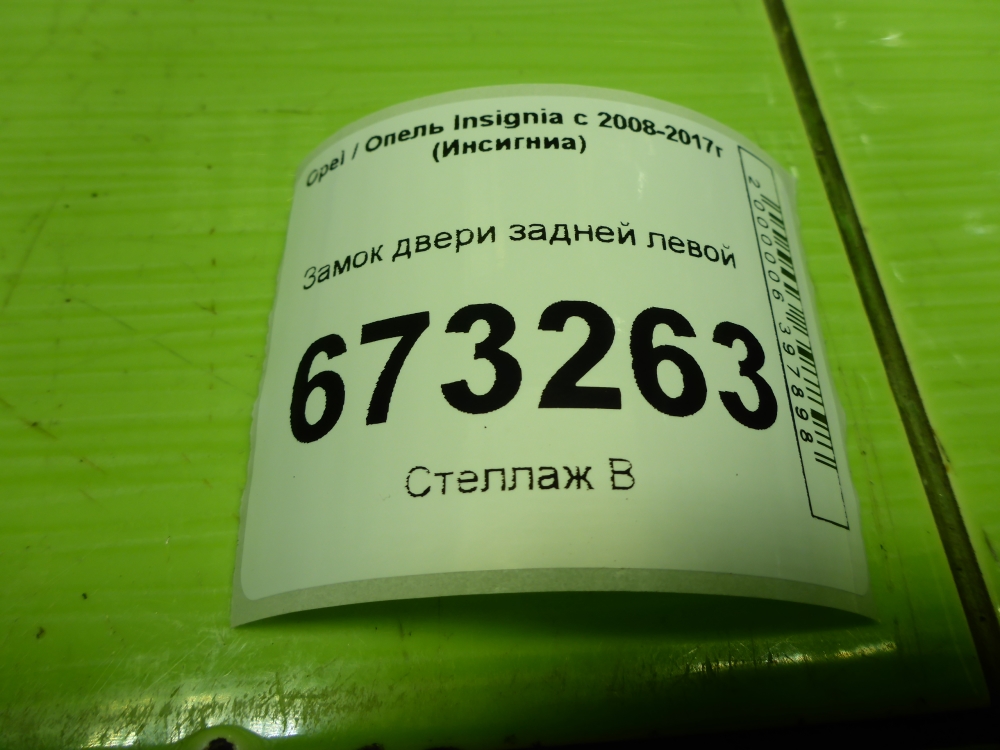 Opel / Опель Insignia с 2008-2017г
(Инсигниа)
Замок двери задней левой
673263
Стеллаж В
2000006397898